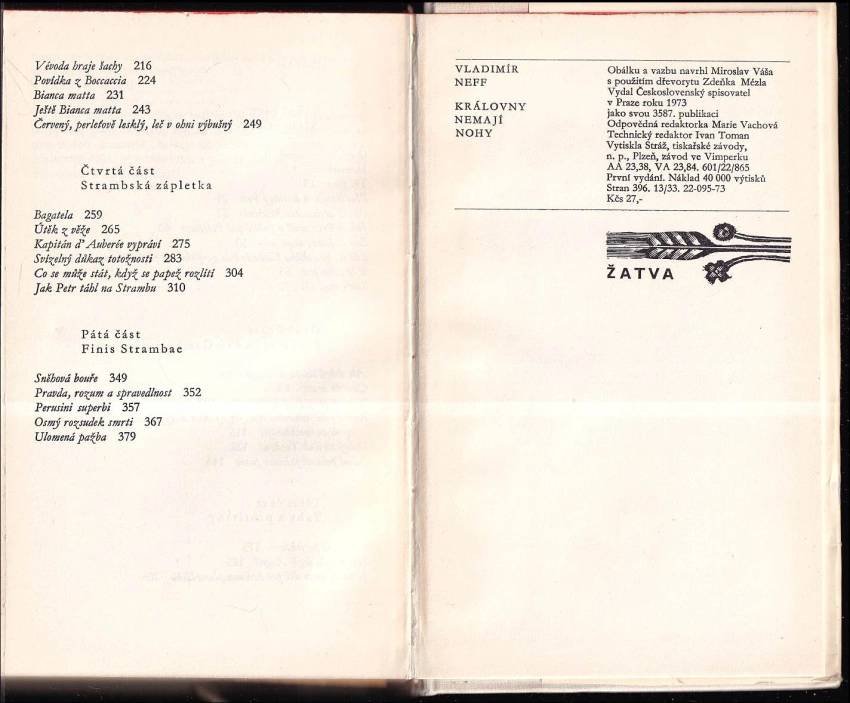 Vévoda hraje šachy 216
Povídka z Boccaccia 224
Bianca matta 231
Ještě Bianca matta 243
Červený, perleťově lesklý, leč v ohni výbušný 249
Čtvrtá část
Strambská zápletka
Bagatela 259
Útěk z věže 265
Kapitán d'Auberée vypráví 275
Svízelný důkaz totožnosti 283
Co se může stát, když se papež rozlítí 304
Jak Petr táhl na Strambu 310
Pátá část
Finis Strambae
Sněhová bouře 349
Pravda, rozum a spravedlnost 352
Perusini superbi 357
Osmý rozsudek smrti 367
Ulomená pažba 379
VLADIMÍR
NEFF
KRÁLOVNY
NEMAJÍ
NOHY
Obálku a vazbu navrhl Miroslav Váša
s použitím dřevorytu Zdeňka Mézla
Vydal Československý spisovatel
v Praze roku 1973
jako svou 3587. publikaci
Odpovědná redaktorka Marie Vachová
Technický redaktor Ivan Toman
Vytiskla Stráž, tiskařské závody,
n. p., Plzeň, závod ve Vimperku
AA 23,38, VA 23,84. 601/22/865
První vydání. Náklad 40 000 výtisků
Stran 396. 13/33. 22-095-73
Kčs 27,-
ŽATVA